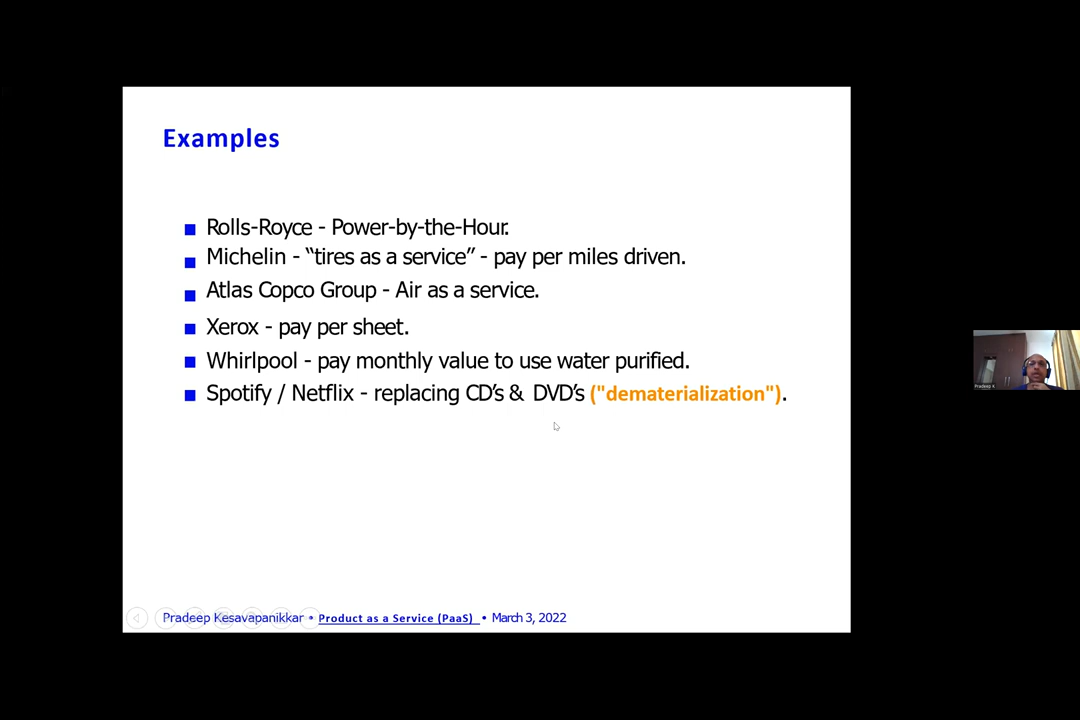 Examples
Rolls-Royce - Power-by-the-Hour.
Michelin - “tires as a service” - pay per miles driven.
Atlas Copco Group - Air as a service.
Xerox - pay per sheet.
Whirlpool - pay monthly value to use water purified.
Spotify / Netflix - replacing CD’s & DVD’s ("dematerialization").
Pradeep Kesavapanikkar • Product as a Service (PaaS) • March 3, 2022
Pradeep K